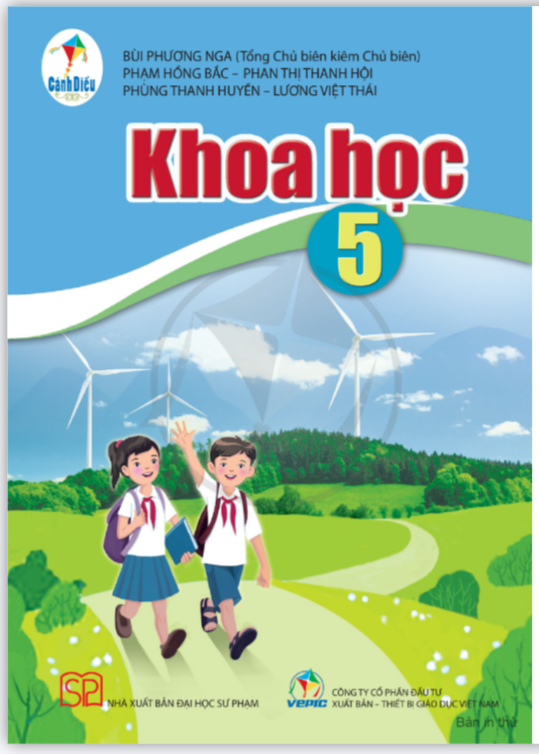 Cánh Diều
BÙI PHƯƠNG NGA (Tổng Chủ biên kiêm Chủ biên)
PHẠM HỒNG BẮC – PHAN THỊ THANH HỘI
PHÙNG THANH HUYỀN – LƯƠNG VIỆT THÁI
Khoa học
5
SP
NHÀ XUẤT BẢN ĐẠI HỌC SƯ PHẠM
VEPIC
CÔNG TY CỔ PHẦN ĐẦU TƯ
XUẤT BẢN – THIẾT BỊ GIÁO DỤC VIỆT NAM
Bản in thử